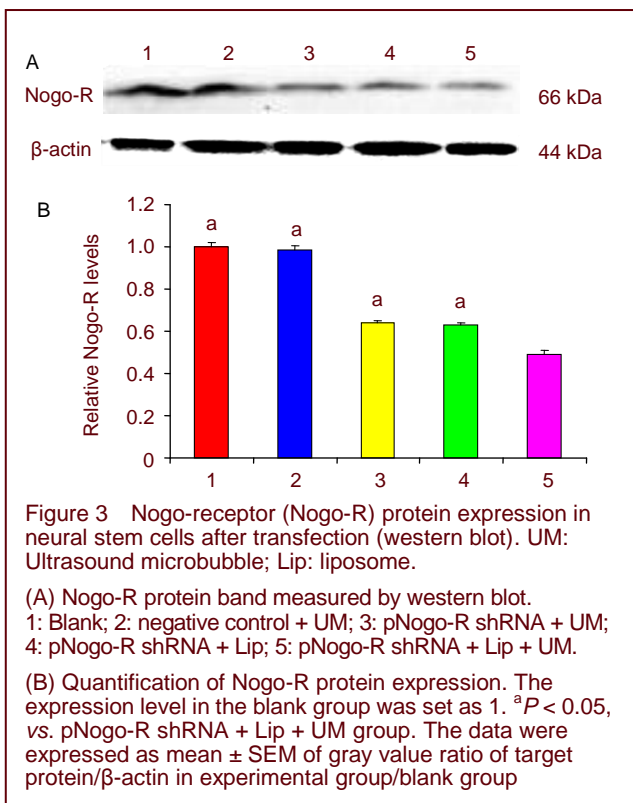 1 2 3 4 5
A
Nogo-R 66 kDa
β-actin 44 kDa
B
1.2
1.0
0.8
0.6
0.4
0.2
0
Relative Nogo-R levels
a a a a
1 2 3 4 5
Figure 3 Nogo-receptor (Nogo-R) protein expression in
neural stem cells after transfection (western blot). UM:
Ultrasound microbubble; Lip: liposome.
(A) Nogo-R protein band measured by western blot.
1: Blank; 2: negative control + UM; 3: pNogo-R shRNA + UM;
4: pNogo-R shRNA + Lip; 5: pNogo-R shRNA + Lip + UM.
(B) Quantification of Nogo-R protein expression. The
expression level in the blank group was set as 1. ᵃP < 0.05,
vs. pNogo-R shRNA + Lip + UM group. The data were
expressed as mean ± SEM of gray value ratio of target
protein/β-actin in experimental group/blank group